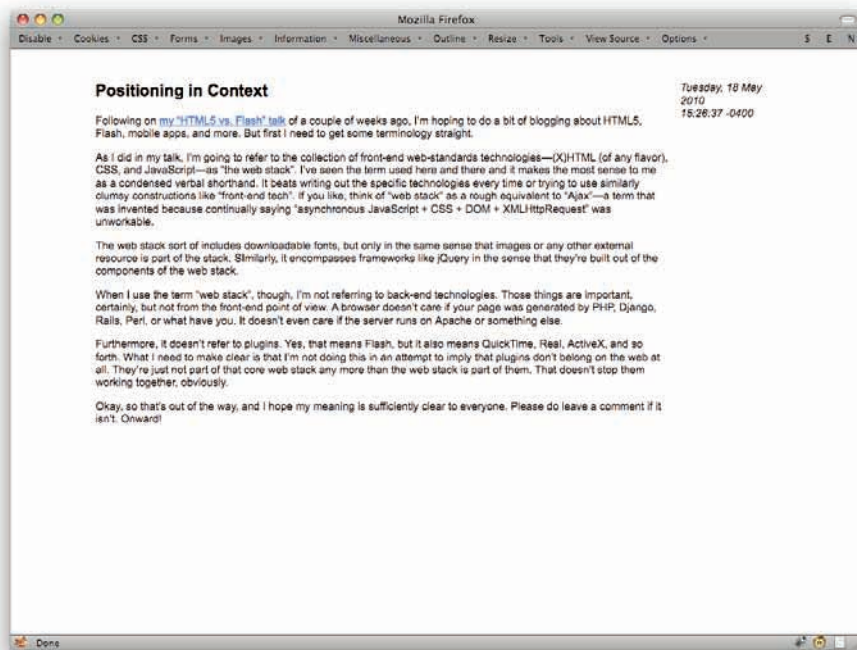 Mozilla Firefox
Disable Cookies CSS Forms Images Information Miscellaneous Outline Resize Tools View Source Options S E N
Positioning in Context
Tuesday, 18 May
2010
15:26:37 -0400
Following on my "HTML5 vs. Flash" talk of a couple of weeks ago, I'm hoping to do a bit of blogging about HTML5,
Flash, mobile apps, and more. But first I need to get some terminology straight.
As I did in my talk, I'm going to refer to the collection of front-end web-standards technologies—(X)HTML (of any flavor),
CSS, and JavaScript—as "the web stack". I've seen the term used here and there and it makes the most sense to me
as a condensed verbal shorthand. It beats writing out the specific technologies every time or trying to use similarly
clumsy constructions like "front-end tech". If you like, think of "web stack" as a rough equivalent to "Ajax"—a term that
was invented because continually saying "asynchronous JavaScript + CSS + DOM + XMLHttpRequest" was
unworkable.
The web stack sort of includes downloadable fonts, but only in the same sense that images or any other external
resource is part of the stack. SImilarly, it encompasses frameworks like jQuery in the sense that they're built out of the
components of the web stack.
When I use the term "web stack", though, I'm not referring to back-end technologies. Those things are important,
certainly, but not from the front-end point of view. A browser doesn't care if your page was generated by PHP, Django,
Rails, Perl, or what have you. It doesn't even care if the server runs on Apache or something else.
Furthermore, it doesn't refer to plugins. Yes, that means Flash, but it also means QuickTime, Real, ActiveX, and so
forth. What I need to make clear is that I'm not doing this in an attempt to imply that plugins don't belong on the web at
all. They're just not part of that core web stack any more than the web stack is part of them. That doesn't stop them
working together, obviously.
Okay, so that's out of the way, and I hope my meaning is sufficiently clear to everyone. Please do leave a comment if it
isn't. Onward!
Done